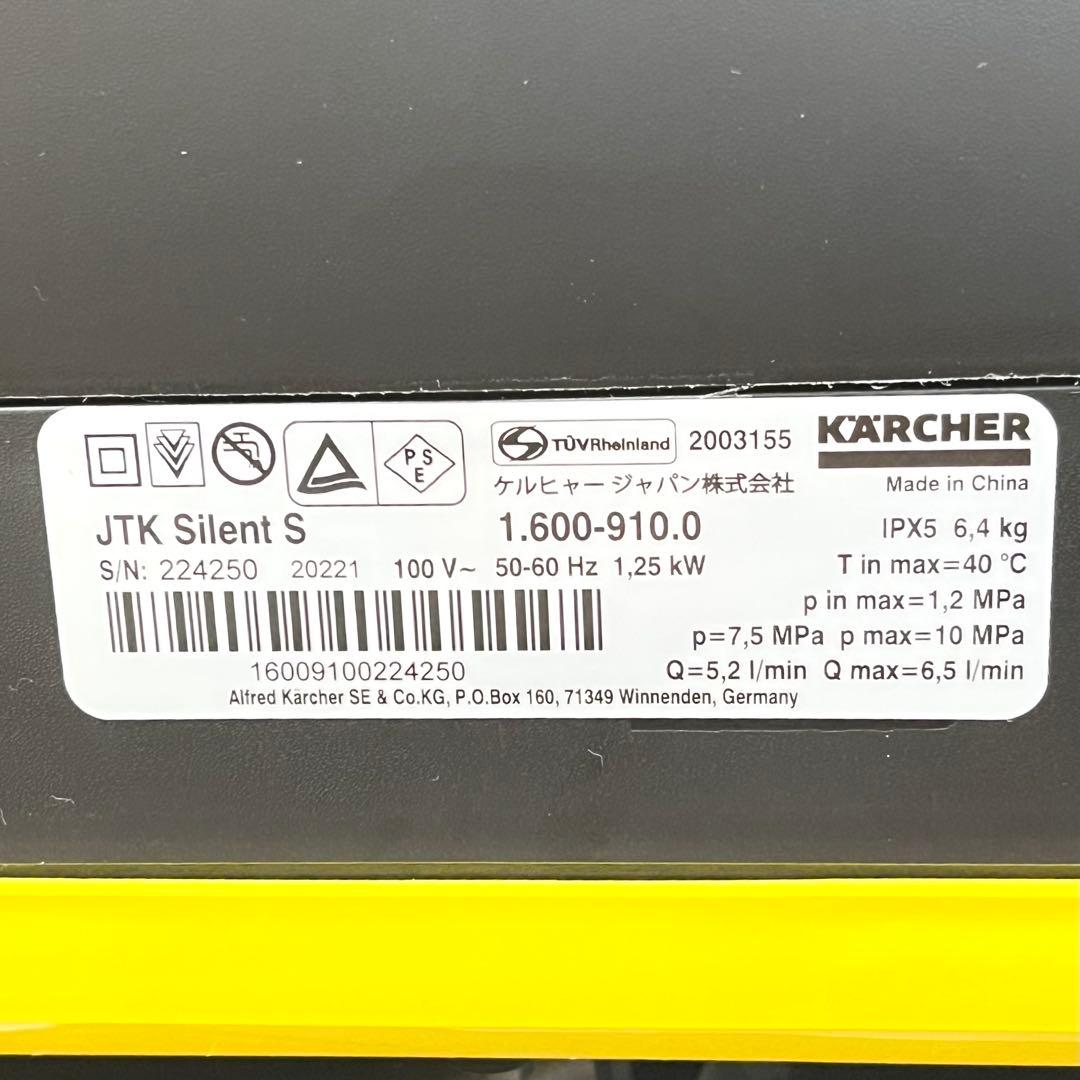 PSE TÜVRheinland 2003155 KÄRCHER
ケルヒャー ジャパン株式会社 Made in China
JTK Silent S 1.600-910.0 IPX5 6,4 kg
S/N: 224250 20221 100 V~ 50-60 Hz 1,25 kW T in max=40 °C
p in max=1,2 MPa
p=7,5 MPa p max=10 MPa
16009100224250 Q=5,2 l/min Q max=6,5 l/min
Alfred Kärcher SE & Co.KG, P.O.Box 160, 71349 Winnenden, Germany